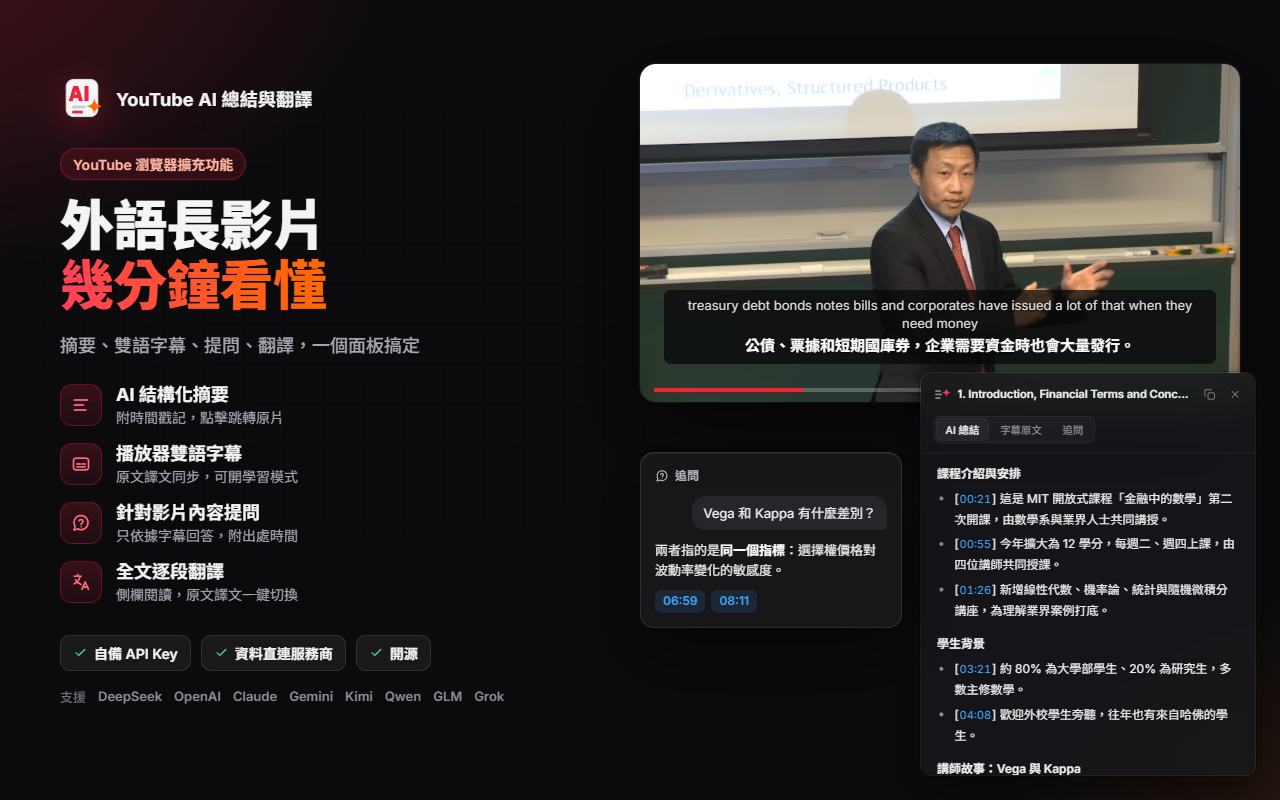 AI
YouTube AI 總結與翻譯
YouTube 瀏覽器擴充功能
外語長影片
幾分鐘看懂
摘要、雙語字幕、提問、翻譯，一個面板搞定
AI 結構化摘要
附時間戳記，點擊跳轉原片
播放器雙語字幕
原文譯文同步，可開學習模式
針對影片內容提問
只依據字幕回答，附出處時間
全文逐段翻譯
側欄閱讀，原文譯文一鍵切換
自備 API Key
資料直連服務商
開源
支援 DeepSeek OpenAI Claude Gemini Kimi Qwen GLM Grok
Derivatives, Structured Products
treasury debt bonds notes bills and corporates have issued a lot of that when they
need money
公債、票據和短期國庫券，企業需要資金時也會大量發行。
追問
Vega 和 Kappa 有什麼差別？
兩者指的是同一個指標：選擇權價格對
波動率變化的敏感度。
06:59 08:11
1. Introduction, Financial Terms and Conc...
AI 總結 字幕原文 追問
課程介紹與安排
• [00:21] 這是 MIT 開放式課程「金融中的數學」第二
次開課，由數學系與業界人士共同講授。
• [00:55] 今年擴大為 12 學分，每週二、週四上課，由
四位講師共同授課。
• [01:26] 新增線性代數、機率論、統計與隨機微積分
講座，為理解業界案例打底。
學生背景
• [03:21] 約 80% 為大學部學生、20% 為研究生，多
數主修數學。
• [04:08] 歡迎外校學生旁聽，往年也有來自哈佛的學
生。
講師故事：Vega 與 Kappa